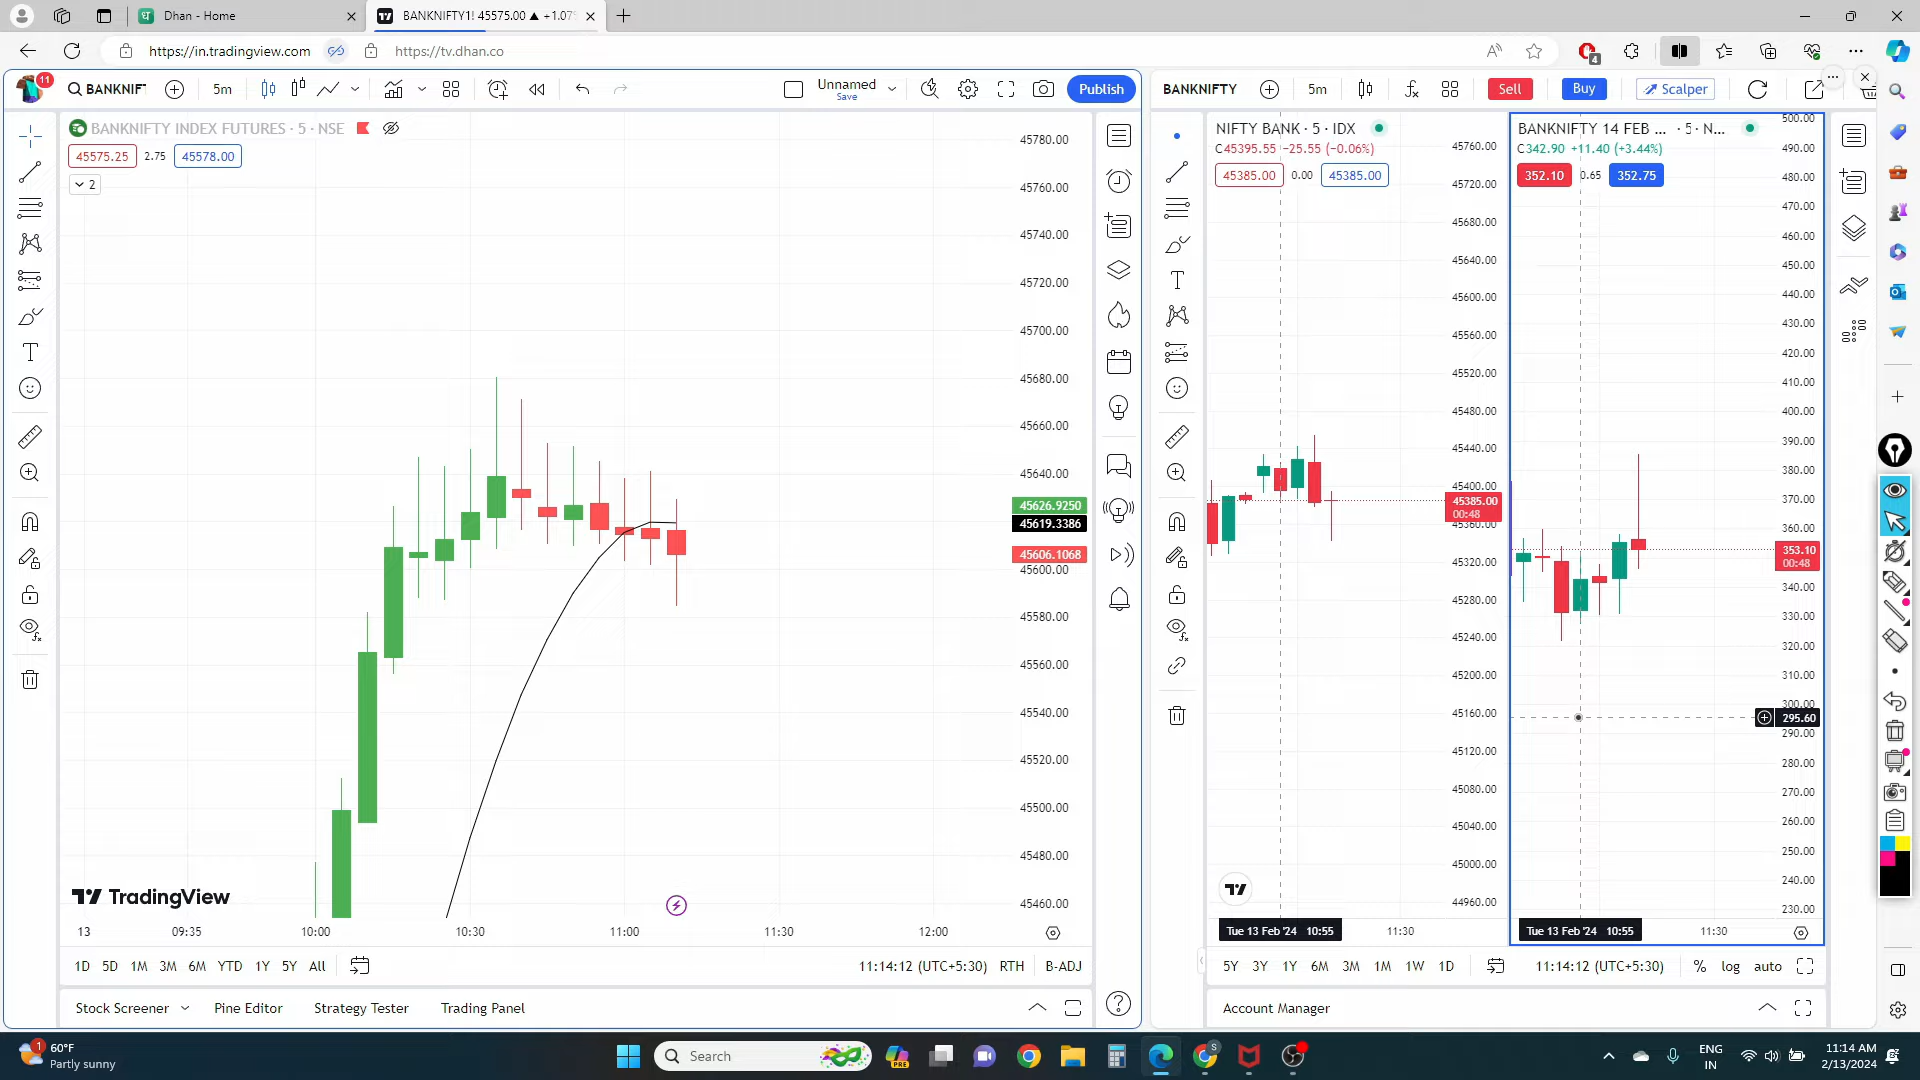 Dhan - Home
BANKNIFTY1! 45575.00 ▲ +1.07%
https://in.tradingview.com
https://tv.dhan.co
4
11
BANKNIFT
5m
Unnamed
Save
Publish
BANKNIFTY
5m
Sell
Buy
Scalper
BANKNIFTY INDEX FUTURES · 5 · NSE
45575.25
2.75
45578.00
2
45780.00
45760.00
45740.00
45720.00
45700.00
45680.00
45660.00
45640.00
45626.9250
45619.3386
45606.1068
45600.00
45580.00
45560.00
45540.00
45520.00
45500.00
45480.00
45460.00
TradingView
13
09:35
10:00
10:30
11:00
11:30
12:00
1D 5D 1M 3M 6M YTD 1Y 5Y All
11:14:12 (UTC+5:30) RTH B-ADJ
Stock Screener
Pine Editor
Strategy Tester
Trading Panel
NIFTY BANK · 5 · IDX
C45395.55 −25.55 (−0.06%)
45385.00
0.00
45385.00
45760.00
45720.00
45680.00
45640.00
45600.00
45560.00
45520.00
45480.00
45440.00
45400.00
45385.00
00:48
45360.00
45320.00
45280.00
45240.00
45200.00
45160.00
45120.00
45080.00
45040.00
45000.00
44960.00
Tue 13 Feb '24 10:55
11:30
BANKNIFTY 14 FEB ... · 5 · N...
C342.90 +11.40 (+3.44%)
352.10
0.65
352.75
500.00
490.00
480.00
470.00
460.00
450.00
440.00
430.00
420.00
410.00
400.00
390.00
380.00
370.00
360.00
353.10
00:48
340.00
330.00
320.00
310.00
300.00
295.60
290.00
280.00
270.00
260.00
250.00
240.00
230.00
Tue 13 Feb '24 10:55
11:30
5Y 3Y 1Y 6M 3M 1M 1W 1D
11:14:12 (UTC+5:30)
% log auto
Account Manager
1
60°F
Partly sunny
Search
PRE
S
ENG
IN
11:14 AM
2/13/2024